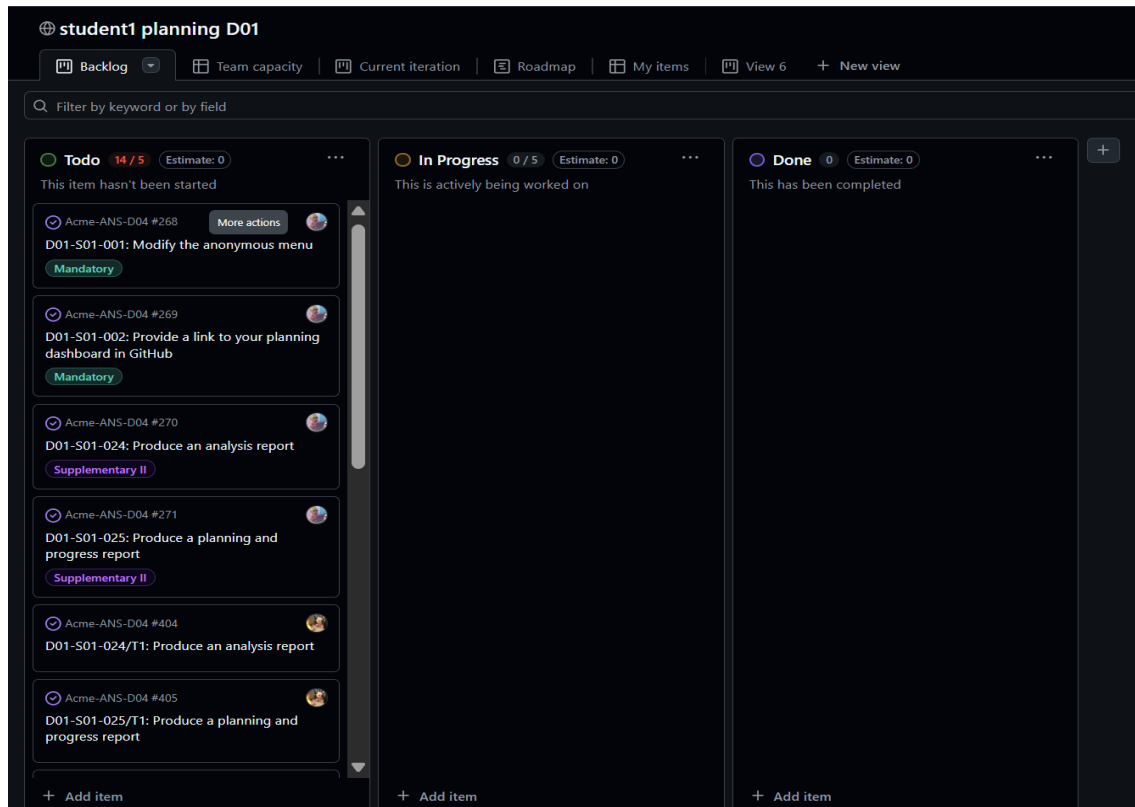 student1 planning D01
Backlog
Team capacity
Current iteration
Roadmap
My items
View 6
+ New view
Filter by keyword or by field
Todo 14 / 5 Estimate: 0 ...
This item hasn't been started
Acme-ANS-D04 #268
More actions
D01-S01-001: Modify the anonymous menu
Mandatory
Acme-ANS-D04 #269
D01-S01-002: Provide a link to your planning
dashboard in GitHub
Mandatory
Acme-ANS-D04 #270
D01-S01-024: Produce an analysis report
Supplementary II
Acme-ANS-D04 #271
D01-S01-025: Produce a planning and
progress report
Supplementary II
Acme-ANS-D04 #404
D01-S01-024/T1: Produce an analysis report
Acme-ANS-D04 #405
D01-S01-025/T1: Produce a planning and
progress report
+ Add item
In Progress 0 / 5 Estimate: 0 ...
This is actively being worked on
+ Add item
Done 0 Estimate: 0 ...
This has been completed
+ Add item
+